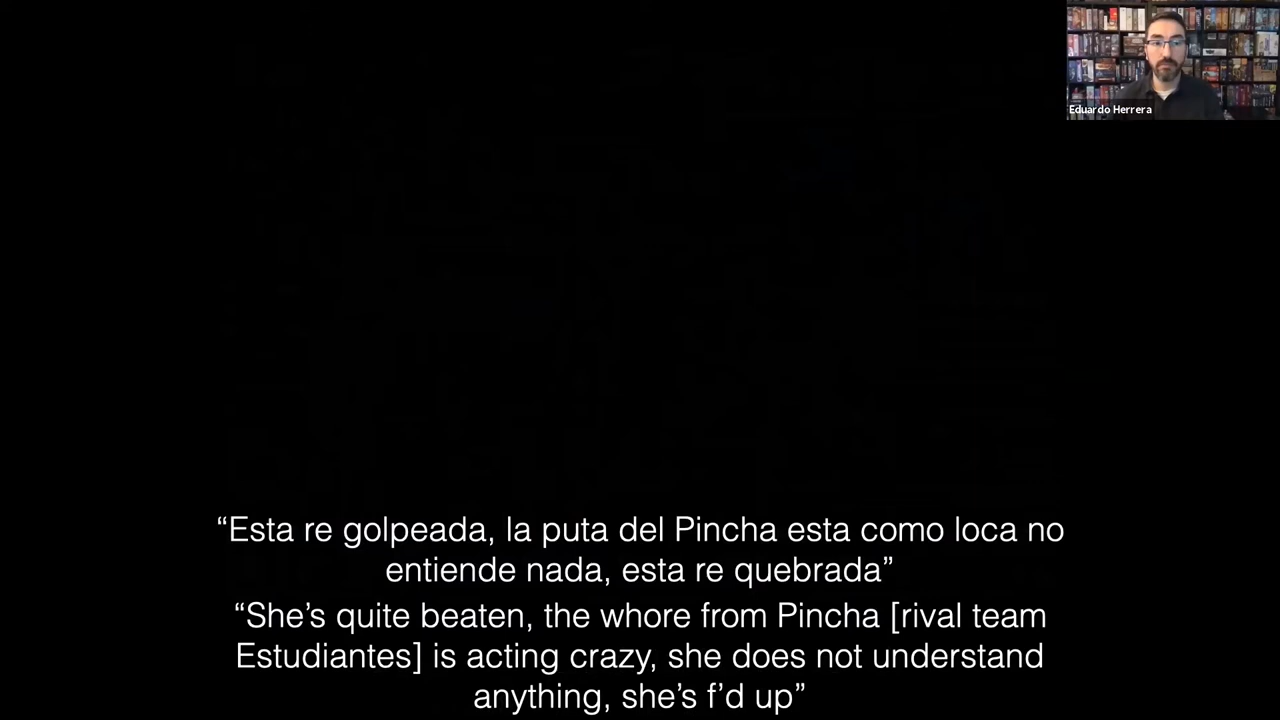 Eduardo Herrera
“Esta re golpeada, la puta del Pincha esta como loca no
entiende nada, esta re quebrada”
“She’s quite beaten, the whore from Pincha [rival team
Estudiantes] is acting crazy, she does not understand
anything, she’s f’d up”